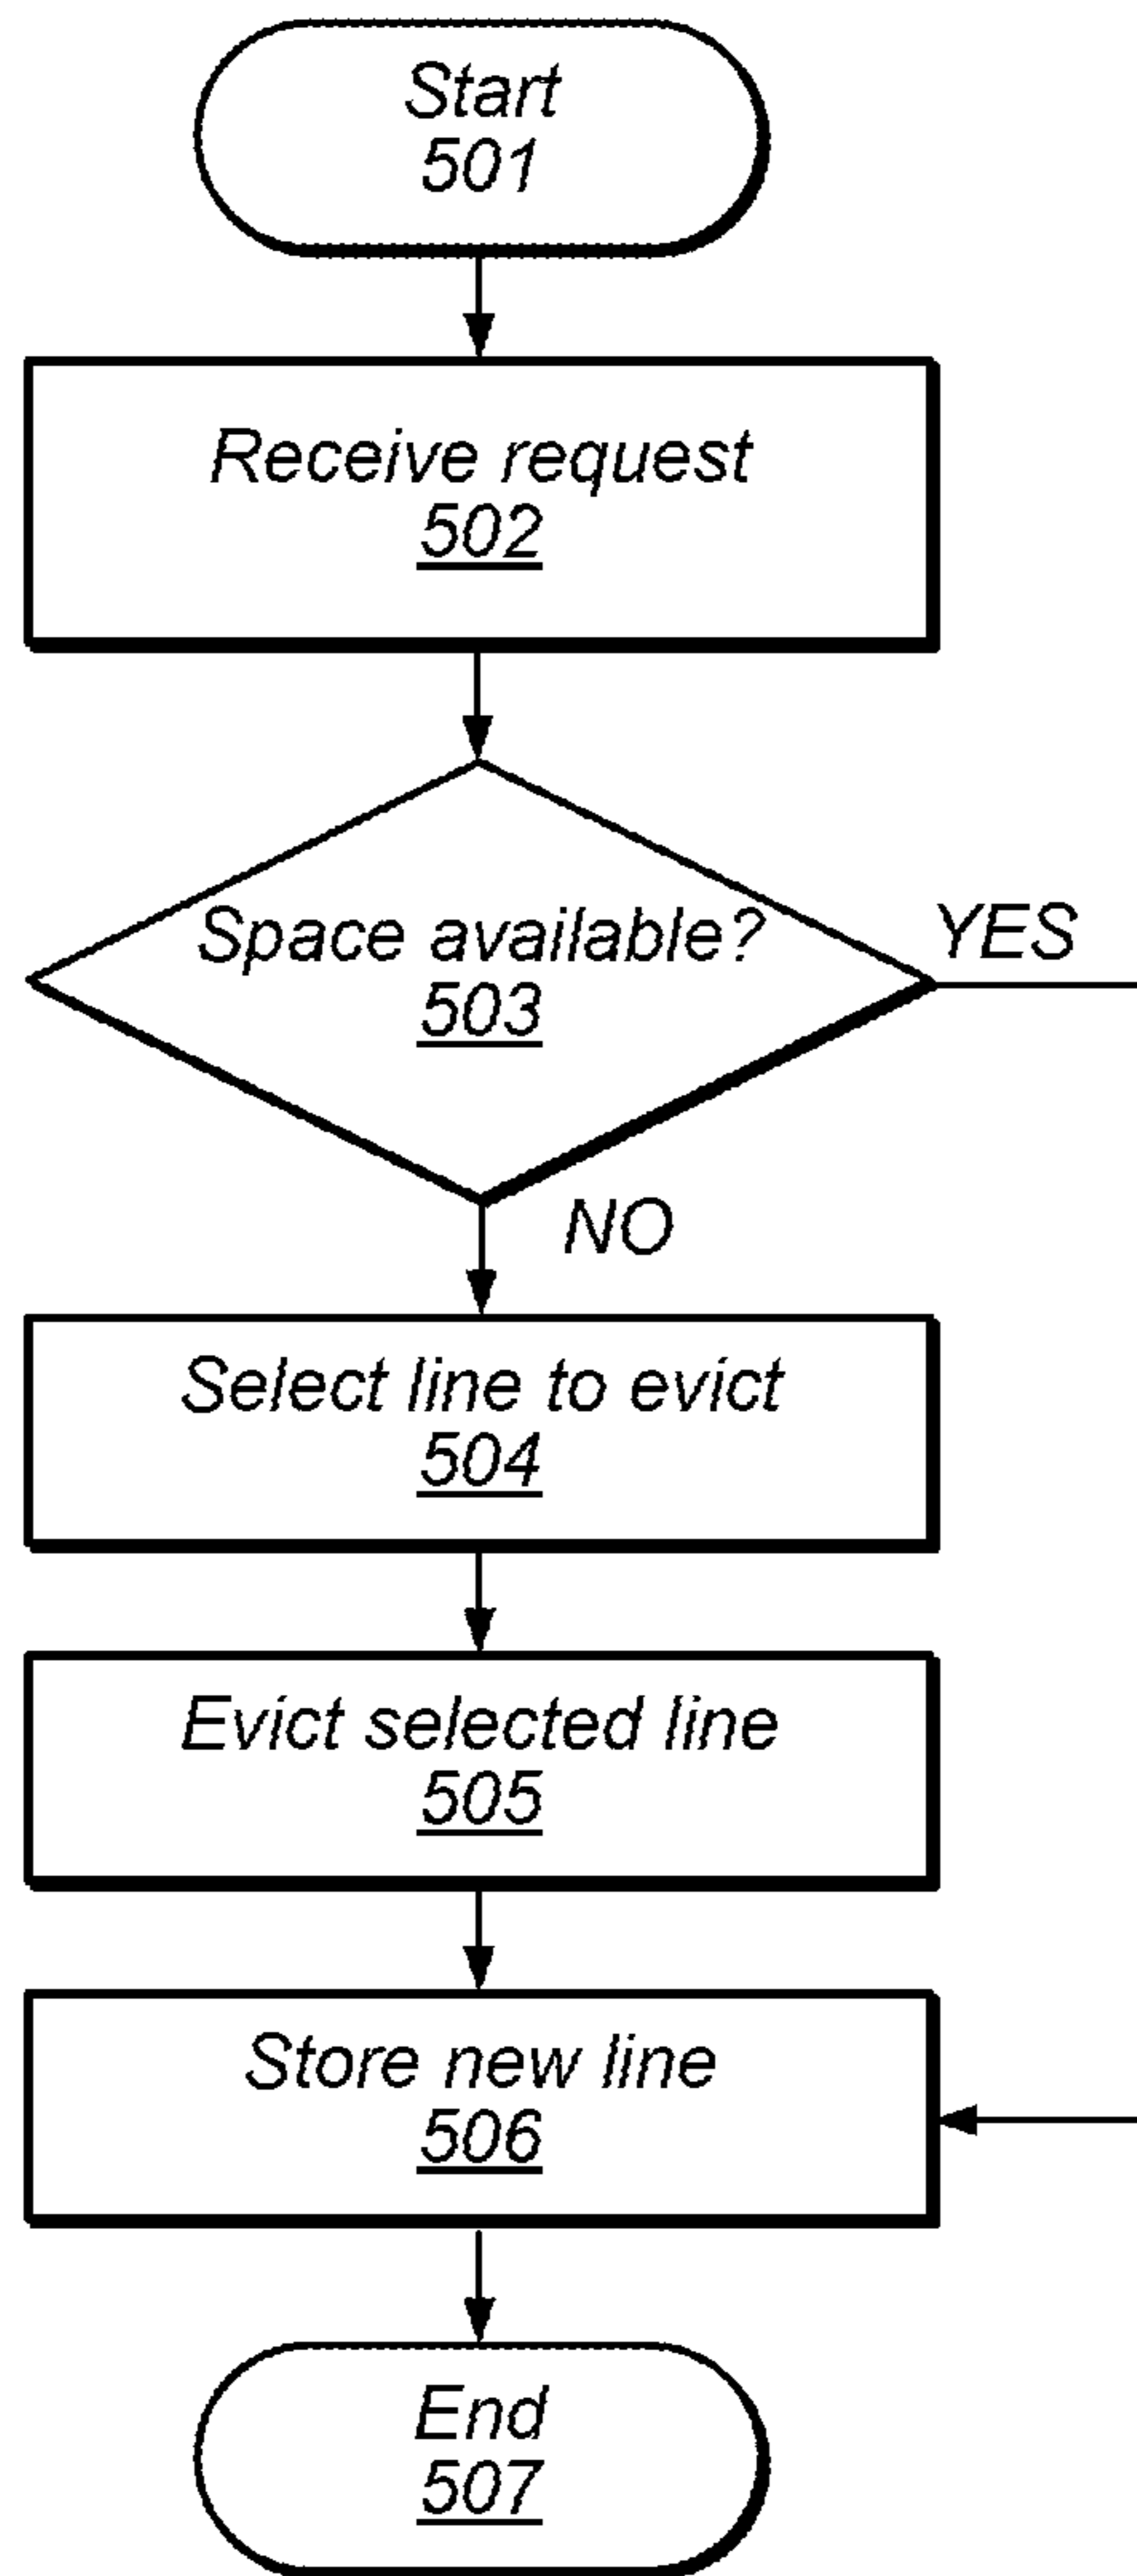 Start
501
Receive request
502
Space available?
503
YES
NO
Select line to evict
504
Evict selected line
505
Store new line
506
End
507